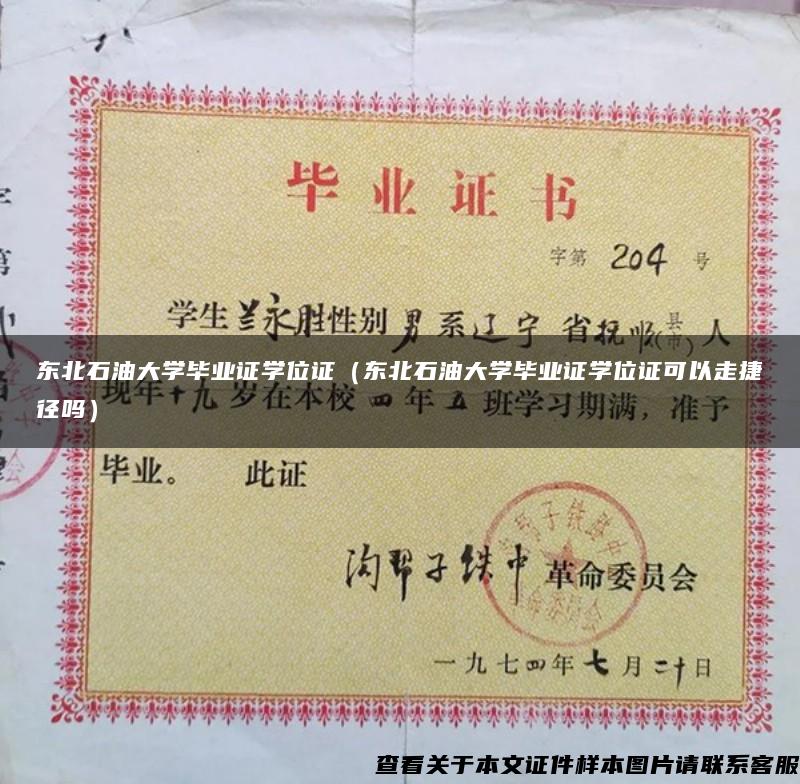 毕业证书
字第 204 号
学生兰永胜性别男系辽宁省抚顺(县市)人
东北石油大学毕业证学位证（东北石油大学毕业证学位证可以走捷
径吗）
现年十九岁在本校四年五班学习期满，准予
毕业。 此证
沟帮子铁中革命委员会
一九七四年七月二十日
查看关于本文证件样本图片请联系客服